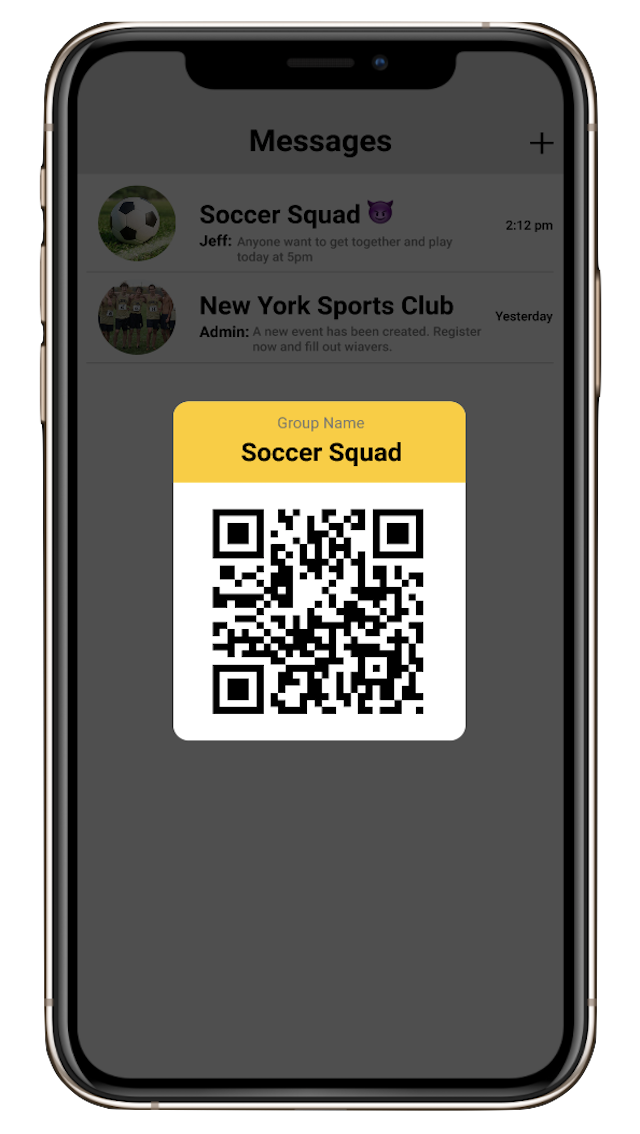 Messages
Soccer Squad 😈
2:12 pm
Jeff: Anyone want to get together and play
today at 5pm
New York Sports Club
Yesterday
Admin: A new event has been created. Register
now and fill out wiavers.
Group Name
Soccer Squad